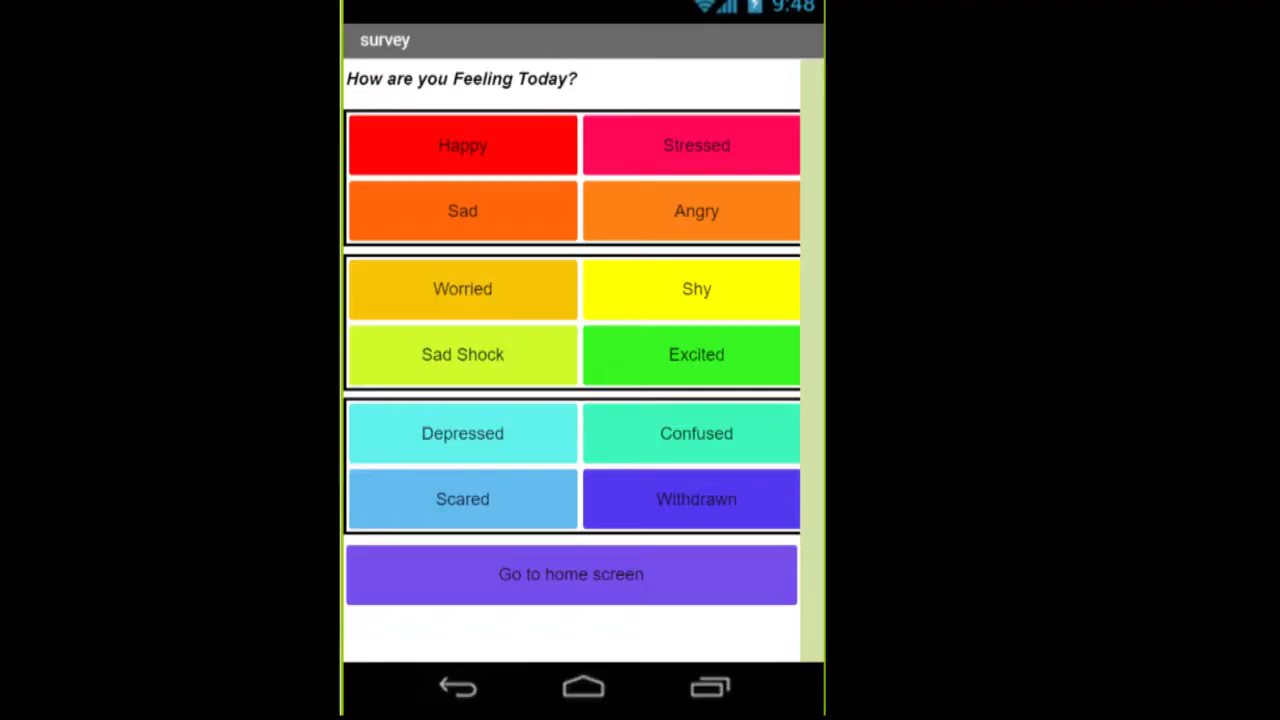 9:48
survey
How are you Feeling Today?
Happy Stressed
Sad Angry
Worried Shy
Sad Shock Excited
Depressed Confused
Scared Withdrawn
Go to home screen